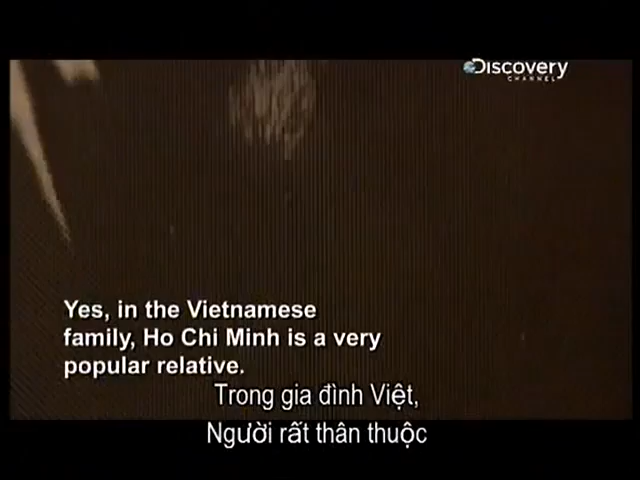 Discovery
CHANNEL
Yes, in the Vietnamese
family, Ho Chi Minh is a very
popular relative.
Trong gia đình Việt,
Người rất thân thuộc